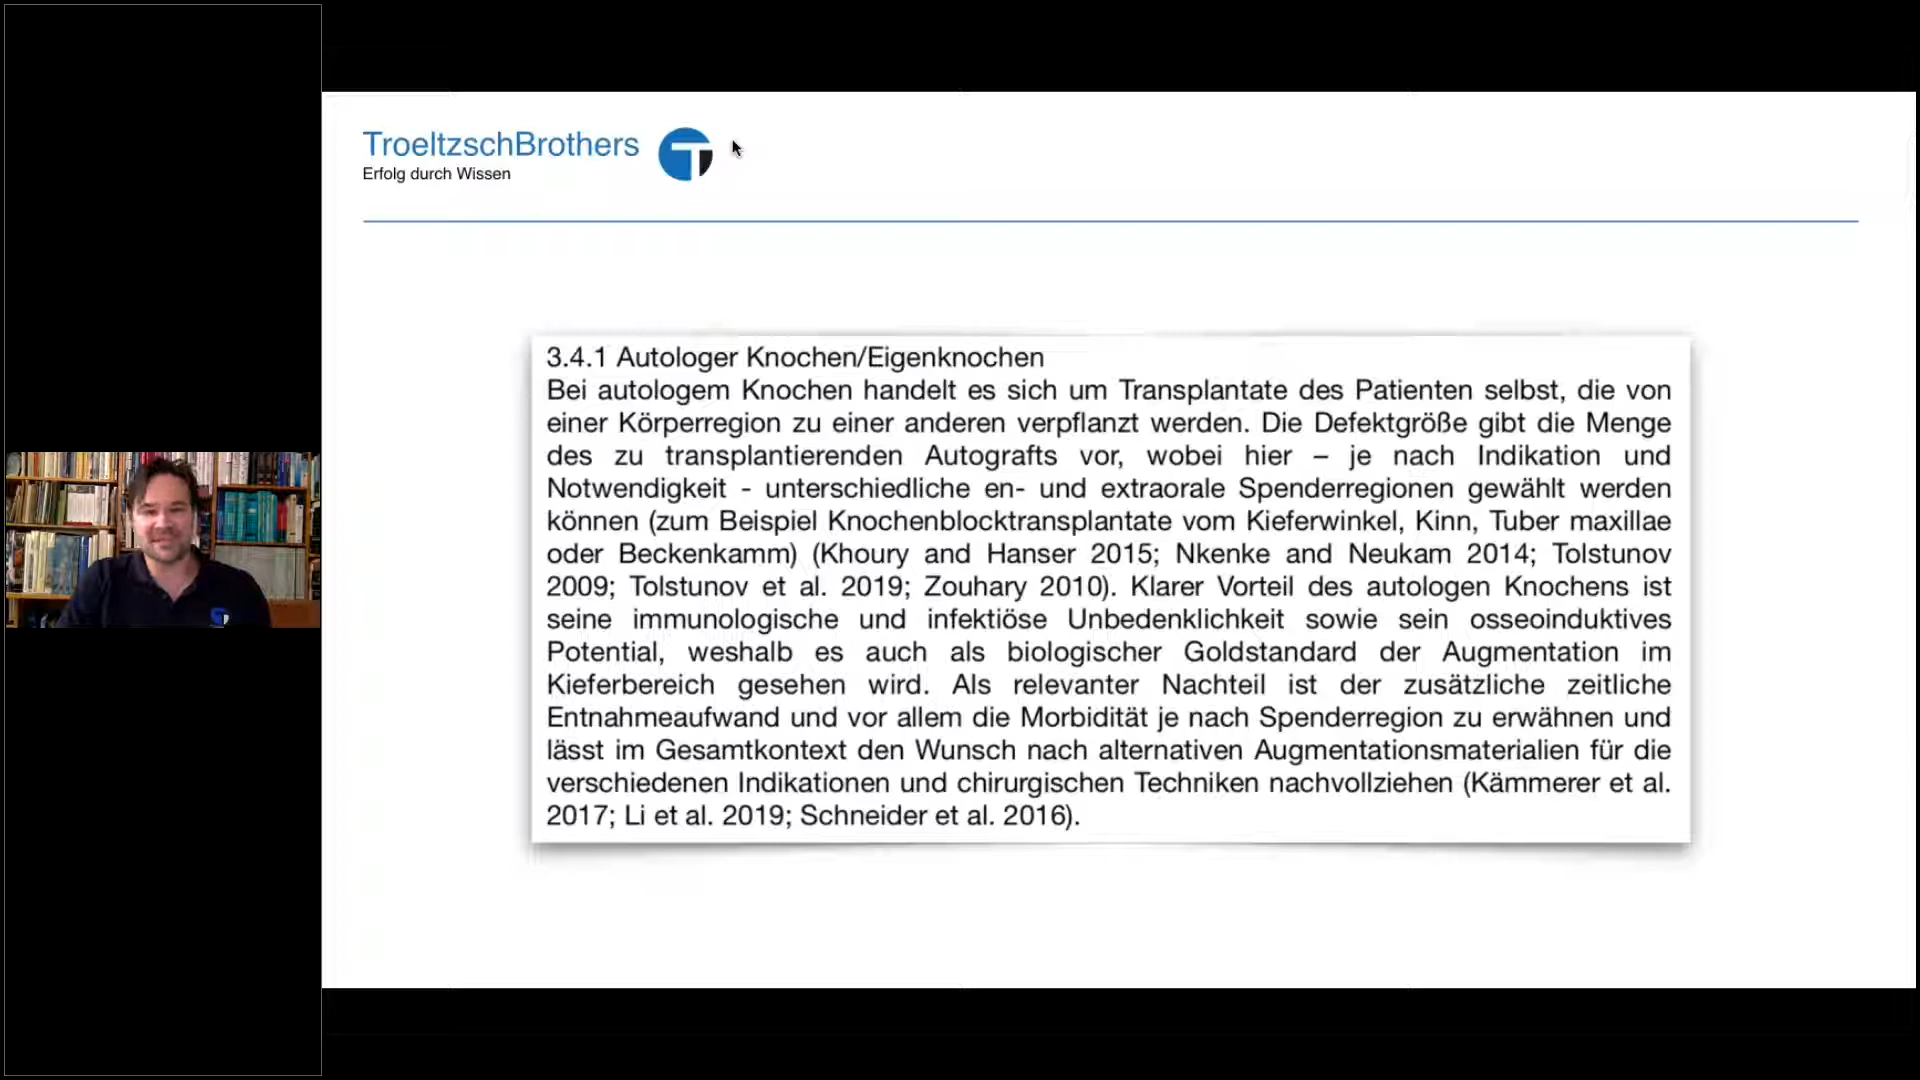 TroeltzschBrothers
Erfolg durch Wissen
3.4.1 Autologer Knochen/Eigenknochen
Bei autologem Knochen handelt es sich um Transplantate des Patienten selbst, die von
einer Körperregion zu einer anderen verpflanzt werden. Die Defektgröße gibt die Menge
des zu transplantierenden Autografts vor, wobei hier – je nach Indikation und
Notwendigkeit - unterschiedliche en- und extraorale Spenderregionen gewählt werden
können (zum Beispiel Knochenblocktransplantate vom Kieferwinkel, Kinn, Tuber maxillae
oder Beckenkamm) (Khoury and Hanser 2015; Nkenke and Neukam 2014; Tolstunov
2009; Tolstunov et al. 2019; Zouhary 2010). Klarer Vorteil des autologen Knochens ist
seine immunologische und infektiöse Unbedenklichkeit sowie sein osseoinduktives
Potential, weshalb es auch als biologischer Goldstandard der Augmentation im
Kieferbereich gesehen wird. Als relevanter Nachteil ist der zusätzliche zeitliche
Entnahmeaufwand und vor allem die Morbidität je nach Spenderregion zu erwähnen und
lässt im Gesamtkontext den Wunsch nach alternativen Augmentationsmaterialien für die
verschiedenen Indikationen und chirurgischen Techniken nachvollziehen (Kämmerer et al.
2017; Li et al. 2019; Schneider et al. 2016).